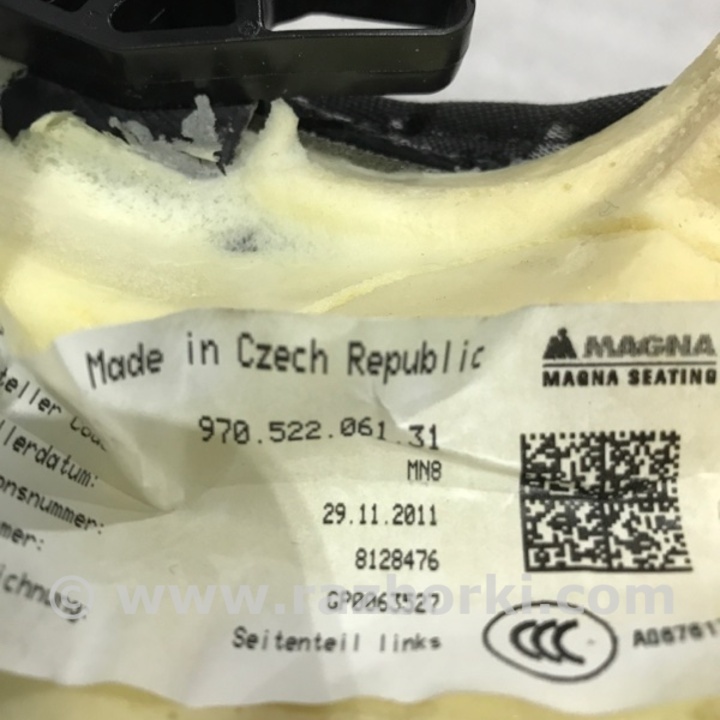 Made in Czech Republic
MAGNA
MAGNA SEATING
970.522.061.31
MN8
29.11.2011
8128476
GP0063527
Seitenteil links
© www.razborki.com